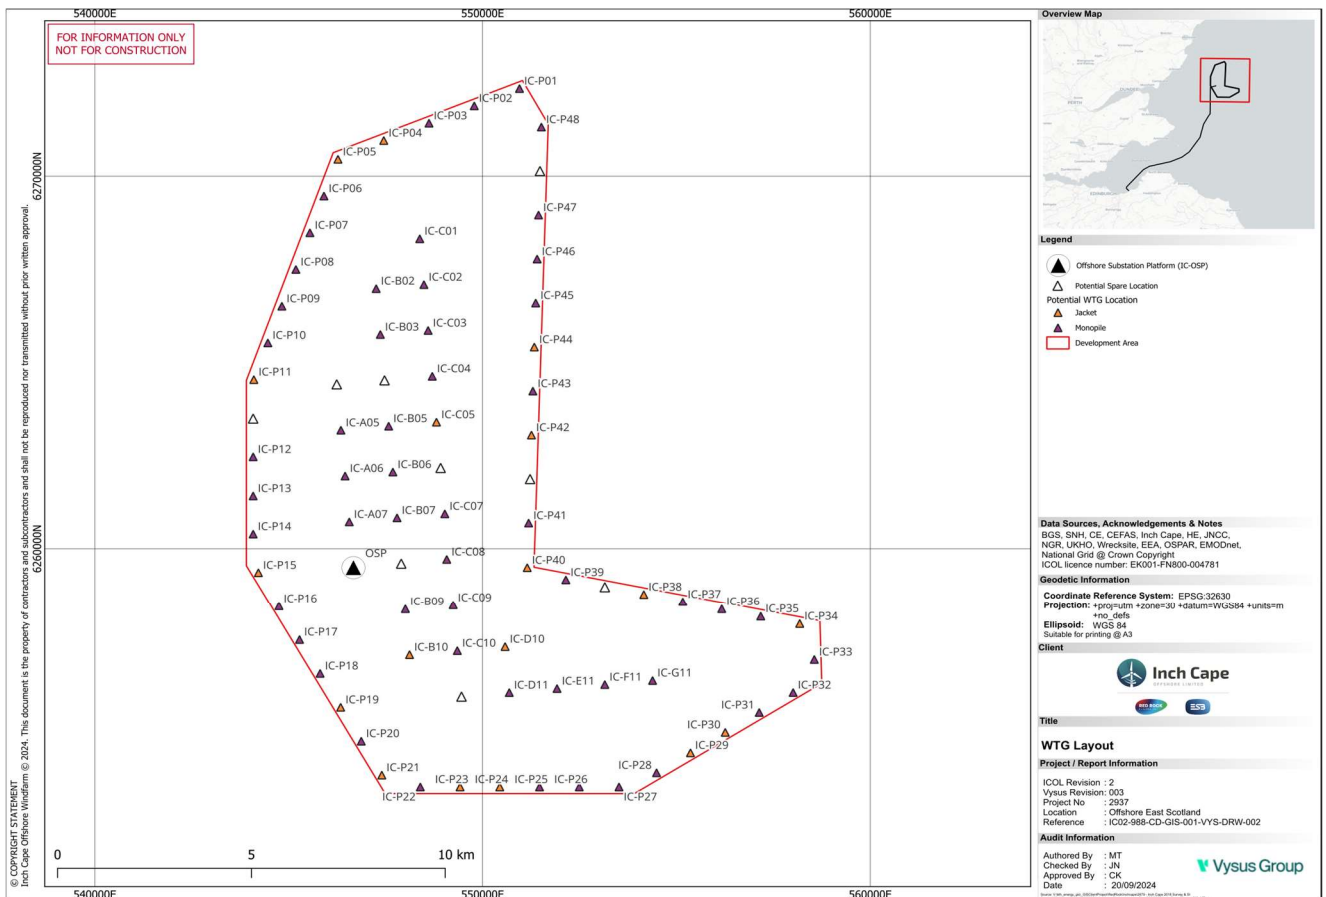 540000E
550000E
560000E
FOR INFORMATION ONLY
NOT FOR CONSTRUCTION
6270000N
6260000N
© COPYRIGHT STATEMENT
Inch Cape Offshore Windfarm © 2024. This document is the property of contractors and subcontractors and shall not be reproduced nor transmitted without prior written approval.
IC-P01
IC-P02
IC-P03
IC-P48
IC-P04
IC-P05
IC-P06
IC-P47
IC-P07
IC-C01
IC-P46
IC-P08
IC-B02
IC-C02
IC-P45
IC-P09
IC-B03
IC-C03
IC-P10
IC-P44
IC-P11
IC-C04
IC-P43
IC-A05
IC-B05
IC-C05
IC-P42
IC-P12
IC-A06
IC-B06
IC-P13
IC-A07
IC-B07
IC-C07
IC-P41
IC-P14
OSP
IC-C08
IC-P40
IC-P15
IC-P39
IC-P38
IC-P37
IC-P36
IC-P35
IC-P34
IC-P16
IC-B09
IC-C09
IC-P17
IC-B10
IC-C10
IC-D10
IC-P33
IC-P18
IC-D11
IC-E11
IC-F11
IC-G11
IC-P32
IC-P19
IC-P31
IC-P20
IC-P30
IC-P29
IC-P21
IC-P28
IC-P22
IC-P23
IC-P24
IC-P25
IC-P26
IC-P27
0
5
10 km
540000E
550000E
560000E
Overview Map
Legend
Offshore Substation Platform (IC-OSP)
Potential Spare Location
Potential WTG Location
Jacket
Monopile
Development Area
Data Sources, Acknowledgements & Notes
BGS, SNH, CE, CEFAS, Inch Cape, HE, JNCC,
NGR, UKHO, Wrecksite, EEA, OSPAR, EMODnet,
National Grid @ Crown Copyright
ICOL licence number: EK001-FN800-004781
Geodetic Information
Coordinate Reference System: EPSG:32630
Projection: +proj=utm +zone=30 +datum=WGS84 +units=m
+no_defs
Ellipsoid: WGS 84
Suitable for printing @ A3
Client
Inch Cape
OFFSHORE LIMITED
RED ROCK
ESB
Title
WTG Layout
Project / Report Information
ICOL Revision : 2
Vysus Revision: 003
Project No : 2937
Location : Offshore East Scotland
Reference : IC02-988-CD-GIS-001-VYS-DRW-002
Audit Information
Authored By : MT
Checked By : JN
Approved By : CK
Date : 20/09/2024
Vysus Group